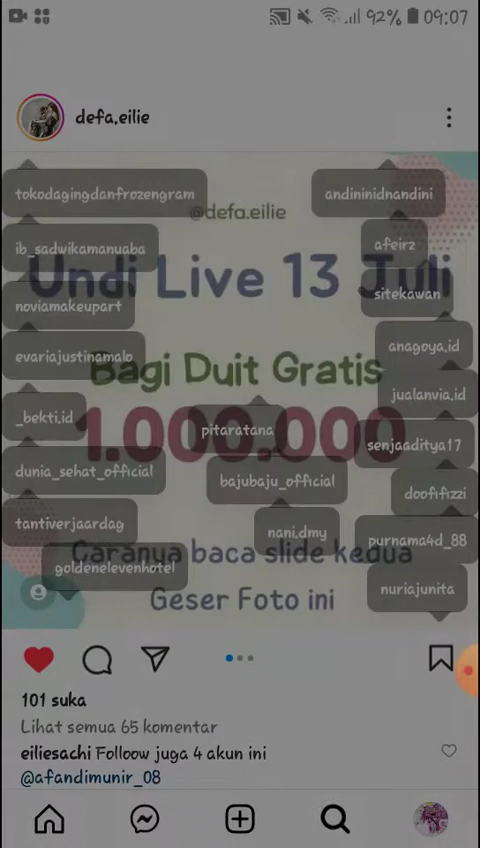 92% 09:07
defa.eilie
tokodagingdanfrozengram
andininidnandini
@defa.eilie
ib_sadwikamanuaba
afeirz
Undi Live 13 Juli
sitekawan
noviamakeupart
anagoya.id
evariajustinamalo
Bagi Duit Gratis
jualanvia.id
_bekti.id
1.000.000
pitaratana
senjaaditya17
dunia_sehat_official
bajubaju_official
doofifizzi
tantiverjaardag
nani.dmy
purnama4d_88
Caranya baca slide kedua
goldenelevenhotel
nuriajunita
Geser Foto ini
101 suka
Lihat semua 65 komentar
eiliesachi Folloow juga 4 akun ini
@afandimunir_08